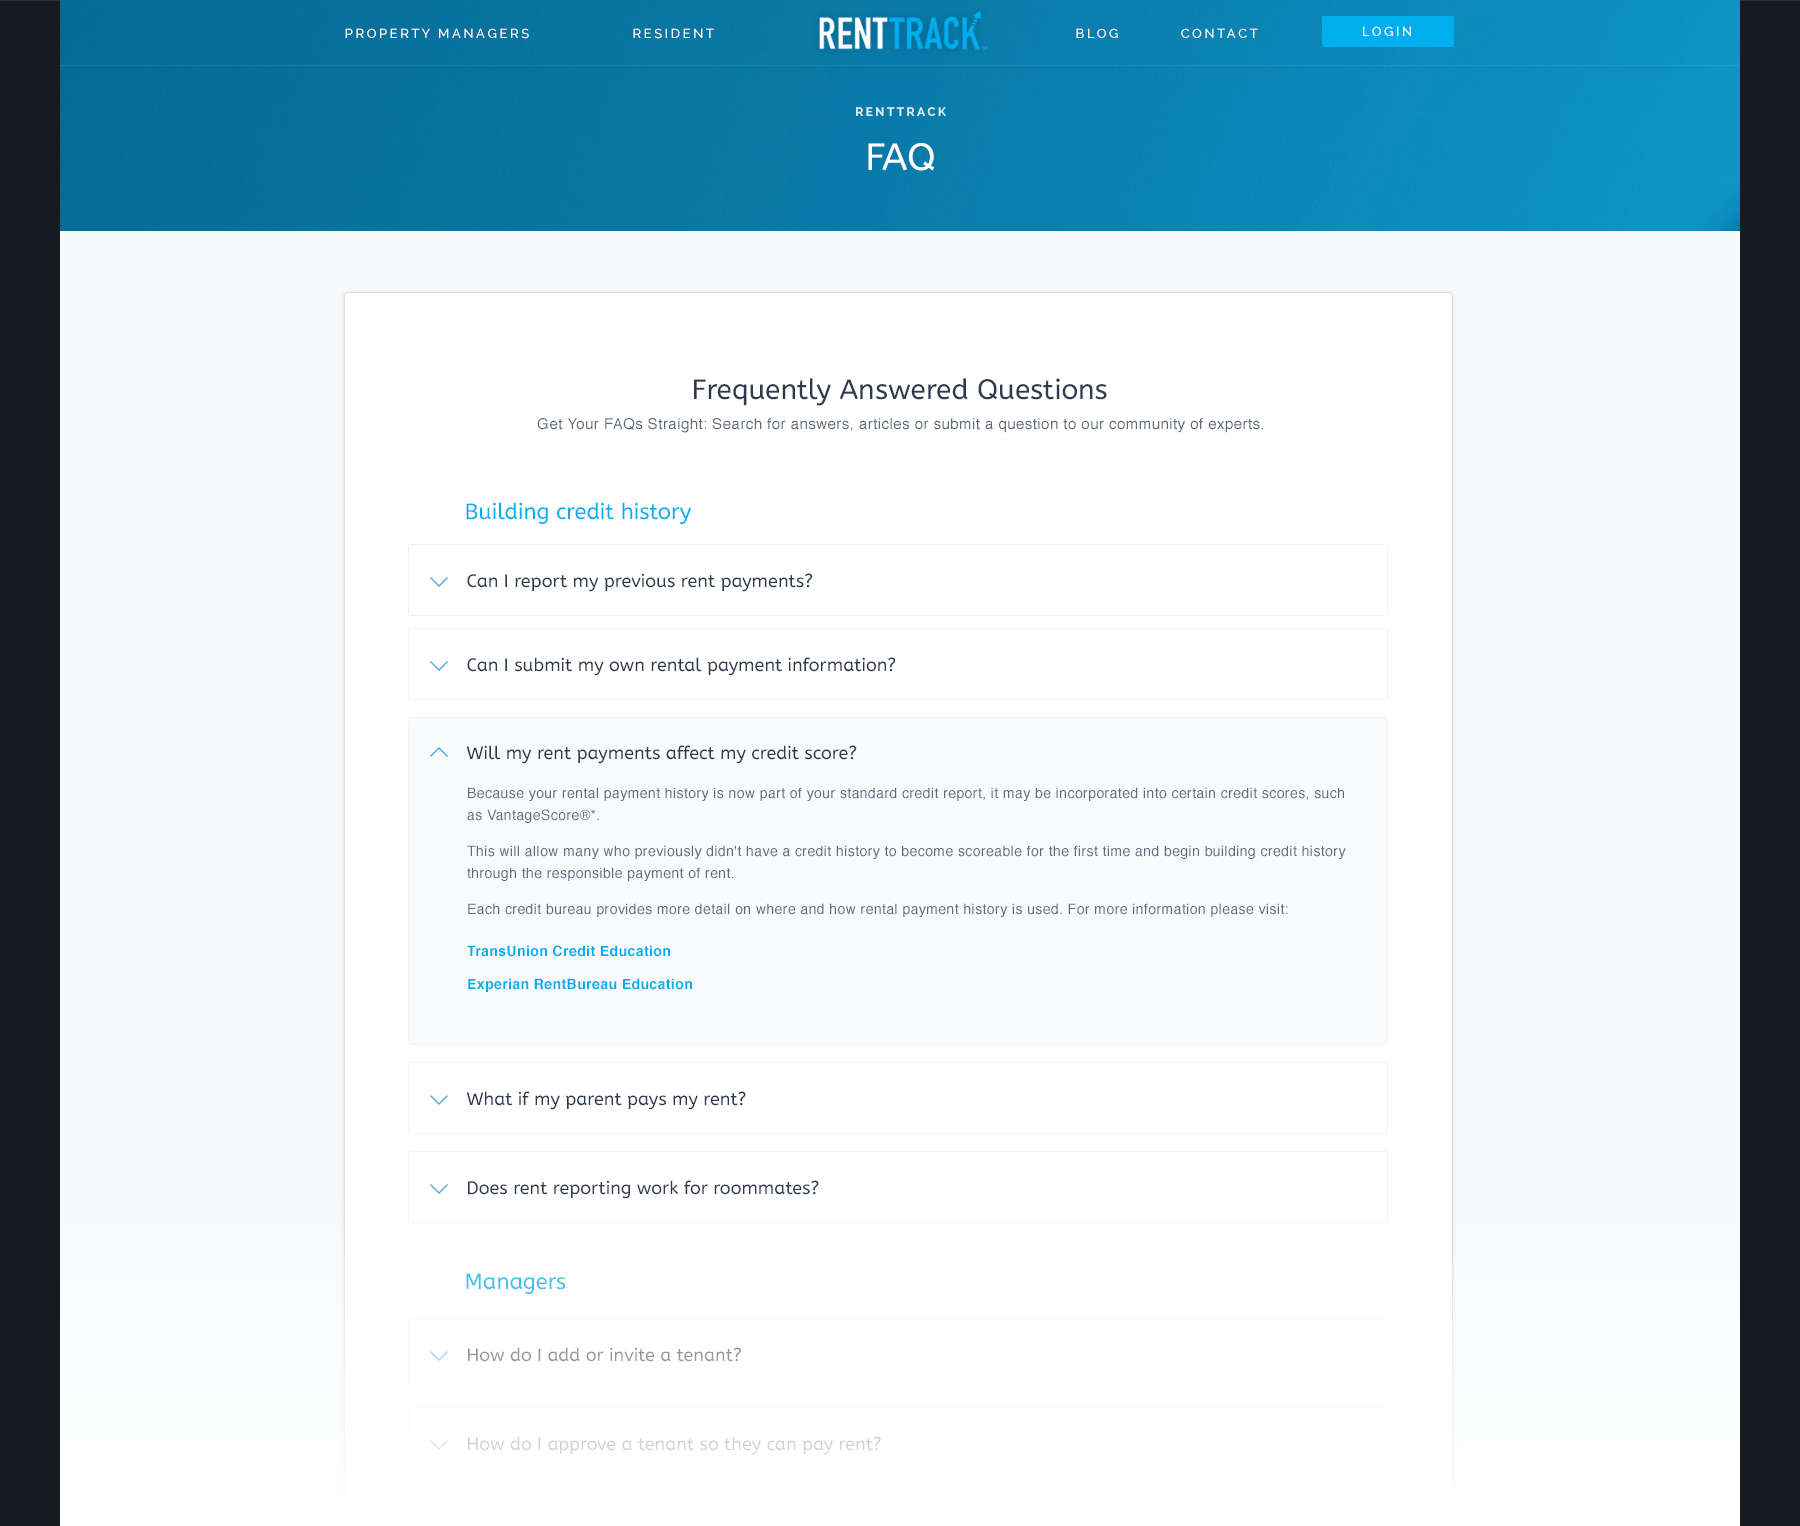 PROPERTY MANAGERS
RESIDENT
RENTTRACK
BLOG
CONTACT
LOGIN
RENTTRACK
FAQ
Frequently Answered Questions
Get Your FAQs Straight: Search for answers, articles or submit a question to our community of experts.
Building credit history
Can I report my previous rent payments?
Can I submit my own rental payment information?
Will my rent payments affect my credit score?
Because your rental payment history is now part of your standard credit report, it may be incorporated into certain credit scores, such
as VantageScore®*.
This will allow many who previously didn't have a credit history to become scoreable for the first time and begin building credit history
through the responsible payment of rent.
Each credit bureau provides more detail on where and how rental payment history is used. For more information please visit:
TransUnion Credit Education
Experian RentBureau Education
What if my parent pays my rent?
Does rent reporting work for roommates?
Managers
How do I add or invite a tenant?
How do I approve a tenant so they can pay rent?